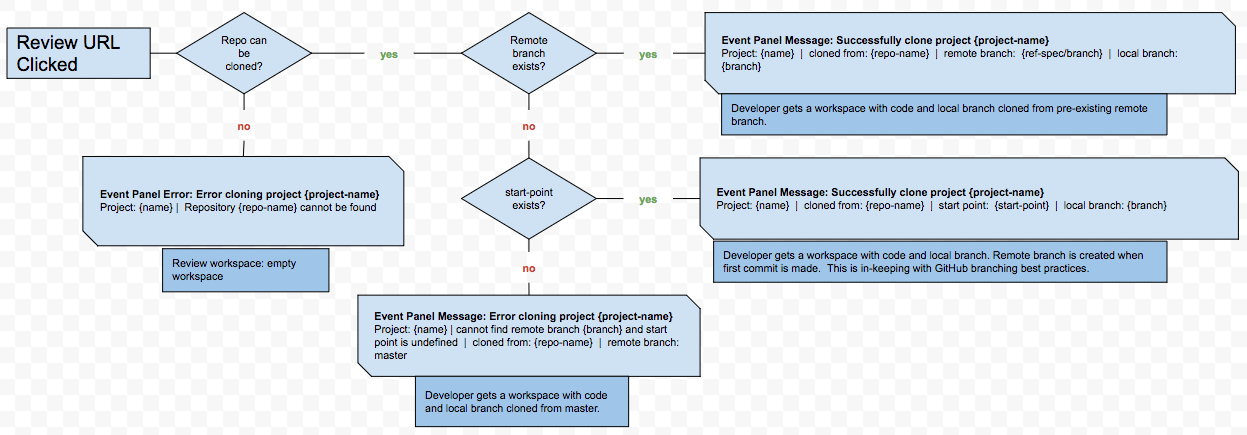 Review URL
Clicked
Repo can
be
cloned?
yes
Remote
branch
exists?
yes
Event Panel Message: Successfully clone project {project-name}
Project: {name} | cloned from: {repo-name} | remote branch: {ref-spec/branch} | local branch:
{branch}
Developer gets a workspace with code and local branch cloned from pre-existing remote
branch.
no
no
Event Panel Error: Error cloning project {project-name}
Project: {name} | Repository {repo-name} cannot be found
Review workspace: empty
workspace
start-point
exists?
yes
Event Panel Message: Successfully clone project {project-name}
Project: {name} | cloned from: {repo-name} | start point: {start-point} | local branch: {branch}
Developer gets a workspace with code and local branch. Remote branch is created when
first commit is made. This is in-keeping with GitHub branching best practices.
no
Event Panel Message: Error cloning project {project-name}
Project: {name} | cannot find remote branch {branch} and start
point is undefined | cloned from: {repo-name} | remote branch:
master
Developer gets a workspace with code
and local branch cloned from master.